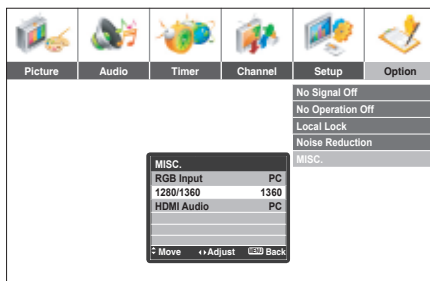 Picture Audio Timer Channel Setup Option
No Signal Off
No Operation Off
Local Lock
Noise Reduction
MISC.
MISC.
RGB Input PC
1280/1360 1360
HDMI Audio PC
Move Adjust MENU Back